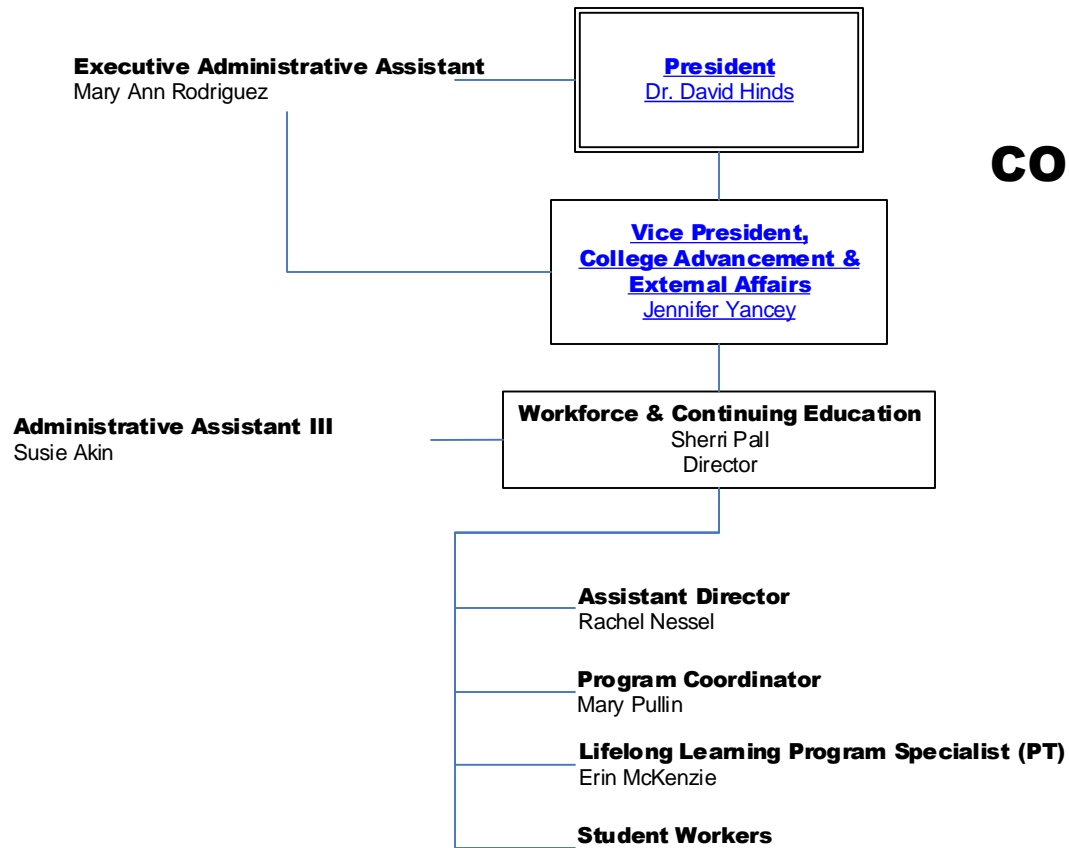 Executive Administrative Assistant
Mary Ann Rodriguez
President
Dr. David Hinds
CO
Vice President,
College Advancement &
External Affairs
Jennifer Yancey
Administrative Assistant III
Susie Akin
Workforce & Continuing Education
Sherri Pall
Director
Assistant Director
Rachel Nessel
Program Coordinator
Mary Pullin
Lifelong Learning Program Specialist (PT)
Erin McKenzie
Student Workers